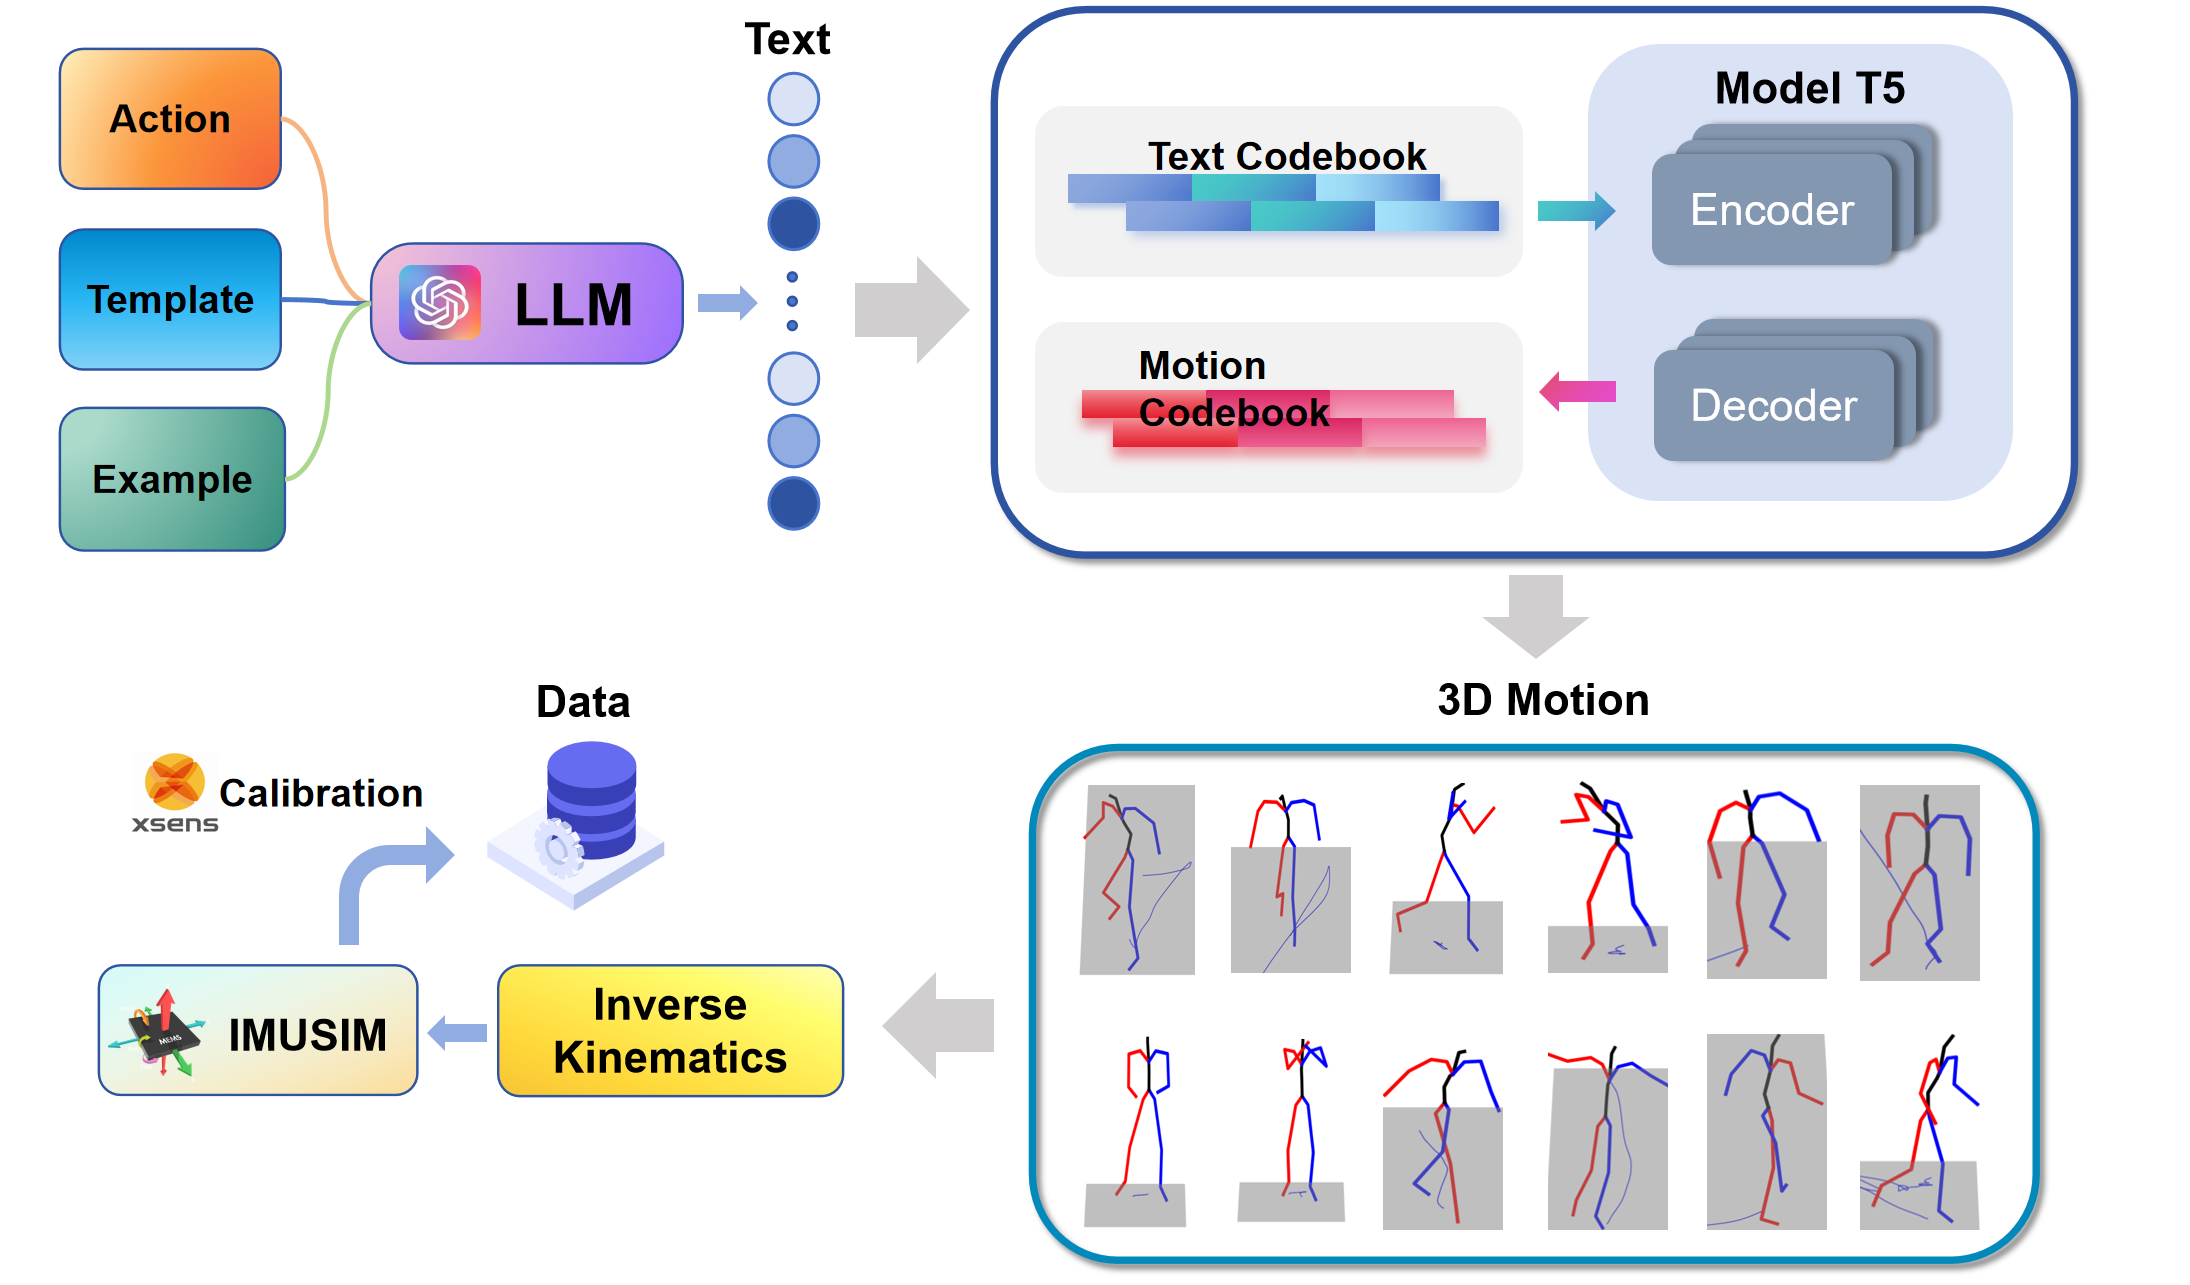 Action
Template
Example
LLM
Text
Text Codebook
Motion
Codebook
Model T5
Encoder
Decoder
3D Motion
Data
xsens
Calibration
MEMS
IMUSIM
Inverse
Kinematics